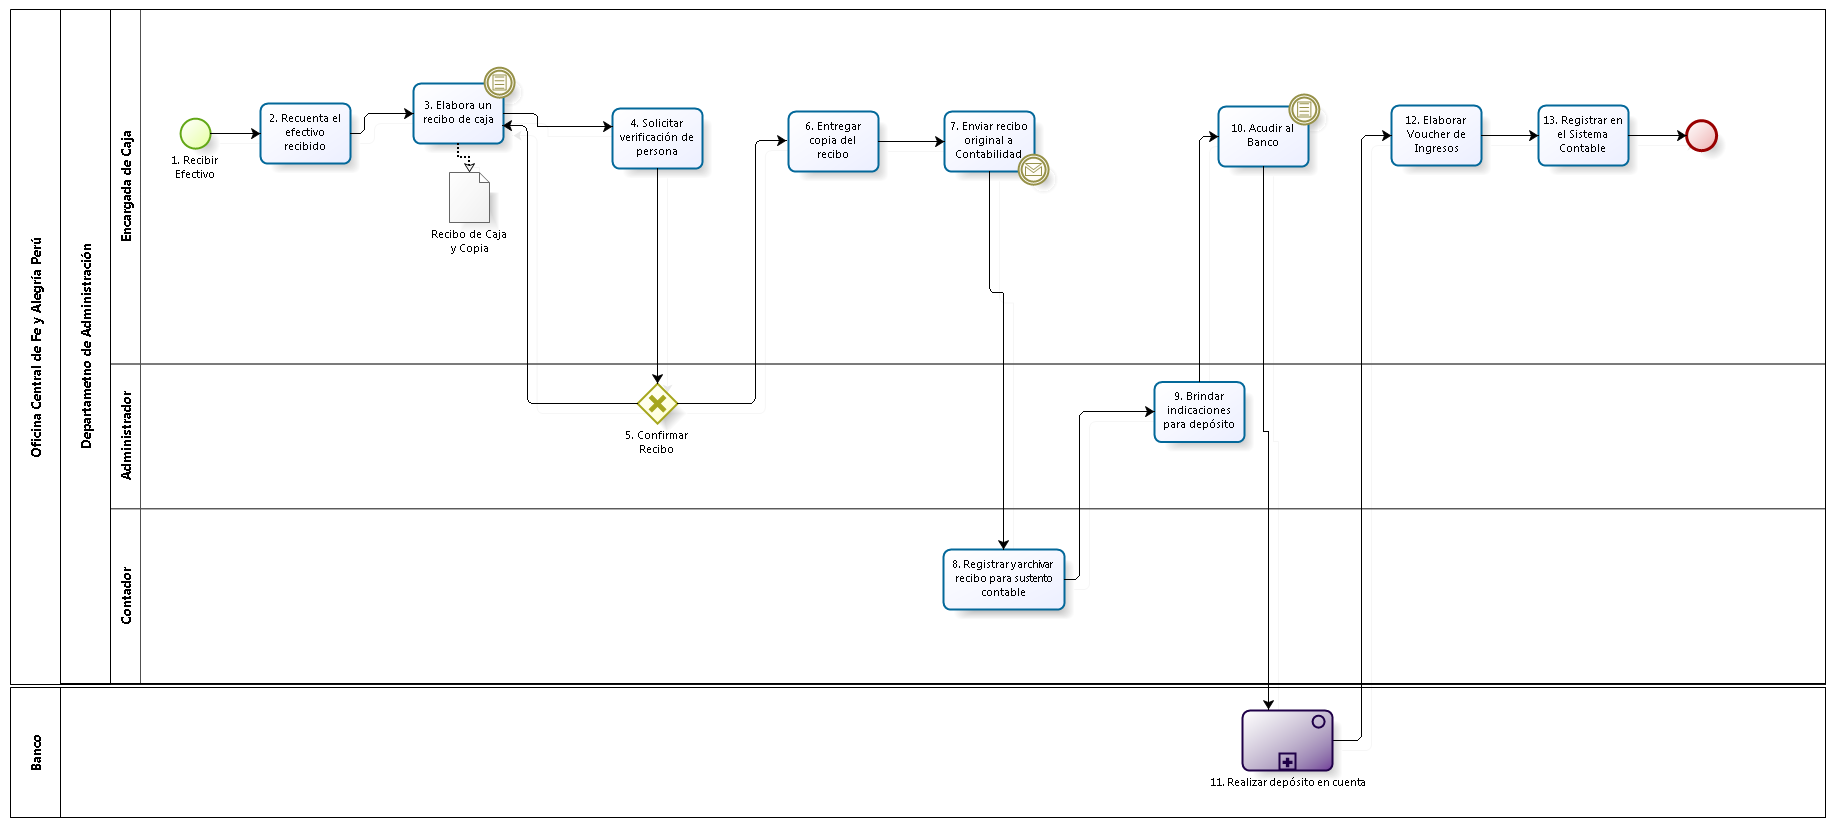 Oficina Central de Fe y Alegría Perú
Departametno de Administración
Encargada de Caja
1. Recibir
Efectivo
2. Recuenta el
efectivo
recibido
3. Elabora un
recibo de caja
Recibo de Caja
y Copia
4. Solicitar
verificación de
persona
6. Entregar
copia del
recibo
7. Enviar recibo
original a
Contabilidad
10. Acudir al
Banco
12. Elaborar
Voucher de
Ingresos
13. Registrar en
el Sistema
Contable
Administrador
5. Confirmar
Recibo
9. Brindar
indicaciones
para depósito
Contador
8. Registrar y archivar
recibo para sustento
contable
Banco
11. Realizar depósito en cuenta